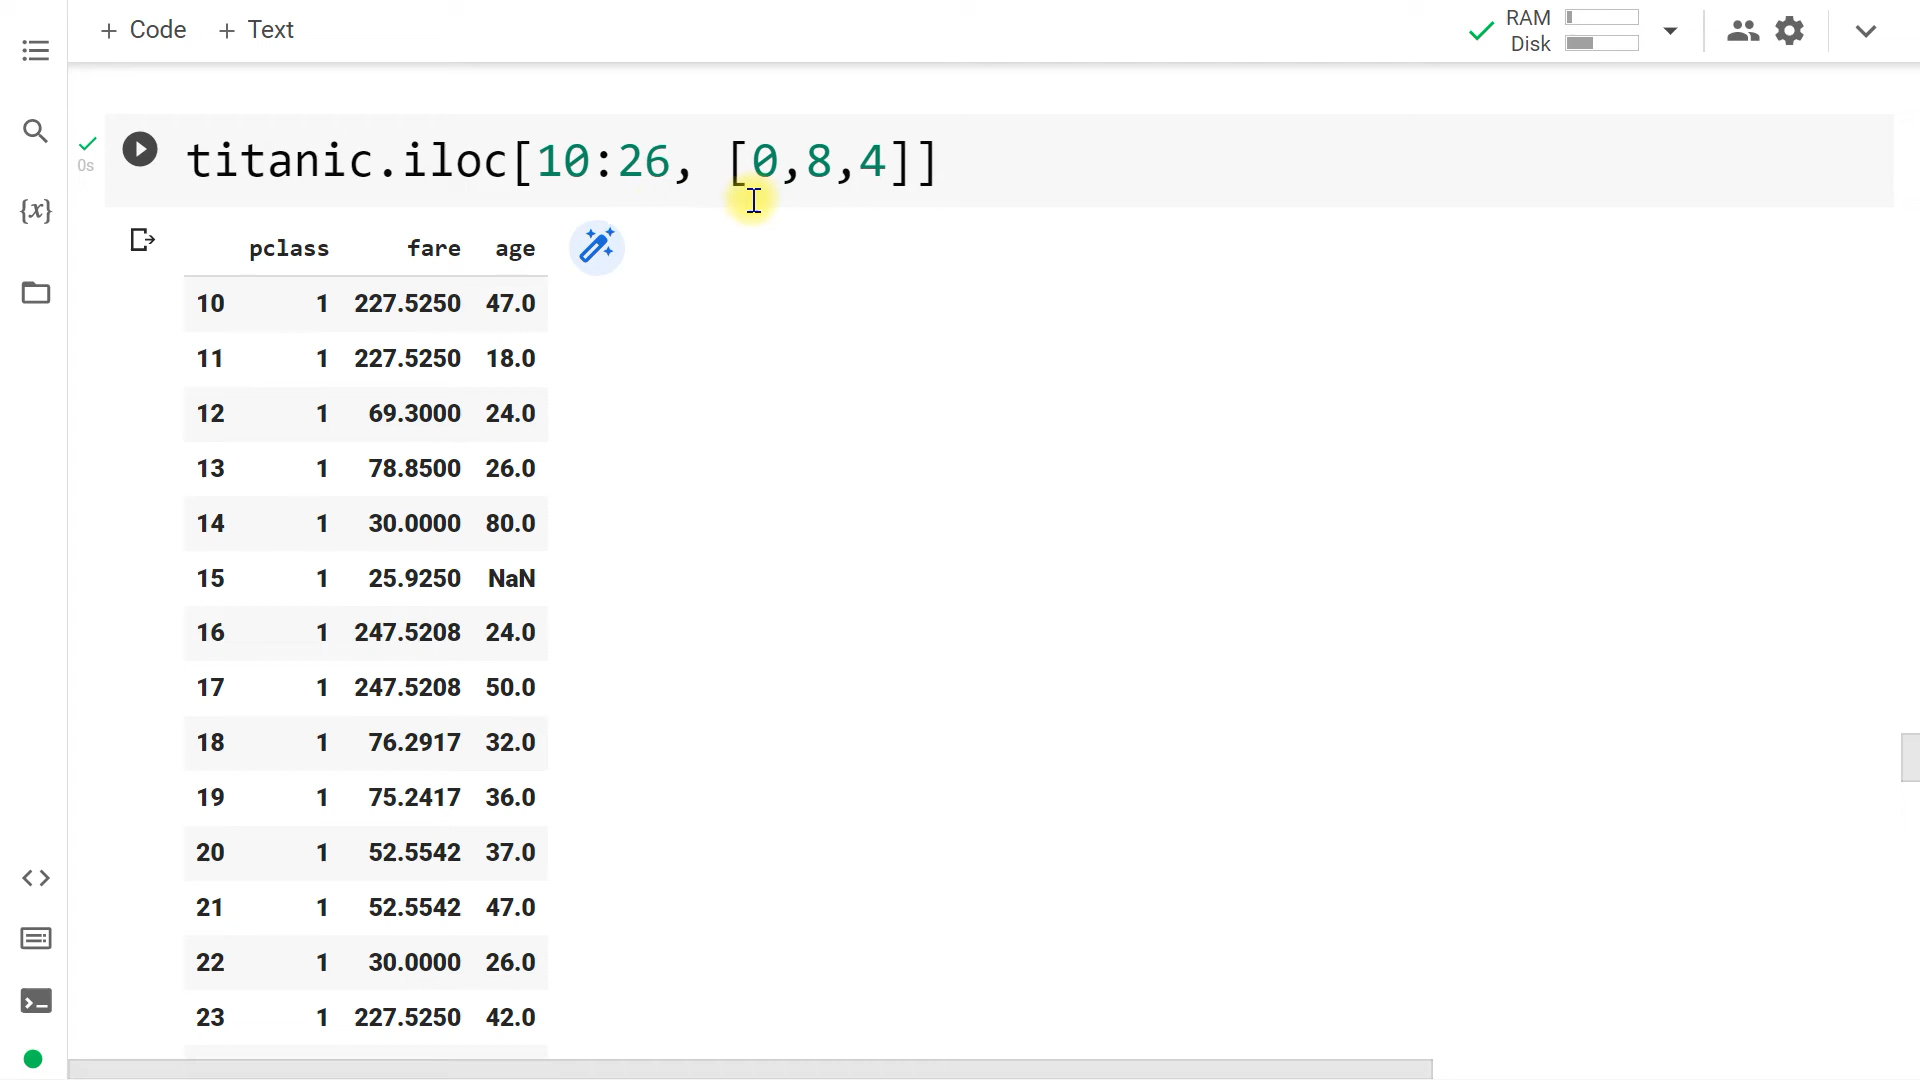 + Code + Text
RAM
Disk
{x}
0s
titanic.iloc[10:26, [0,8,4]]
pclass fare age
10 1 227.5250 47.0
11 1 227.5250 18.0
12 1 69.3000 24.0
13 1 78.8500 26.0
14 1 30.0000 80.0
15 1 25.9250 NaN
16 1 247.5208 24.0
17 1 247.5208 50.0
18 1 76.2917 32.0
19 1 75.2417 36.0
20 1 52.5542 37.0
21 1 52.5542 47.0
22 1 30.0000 26.0
23 1 227.5250 42.0